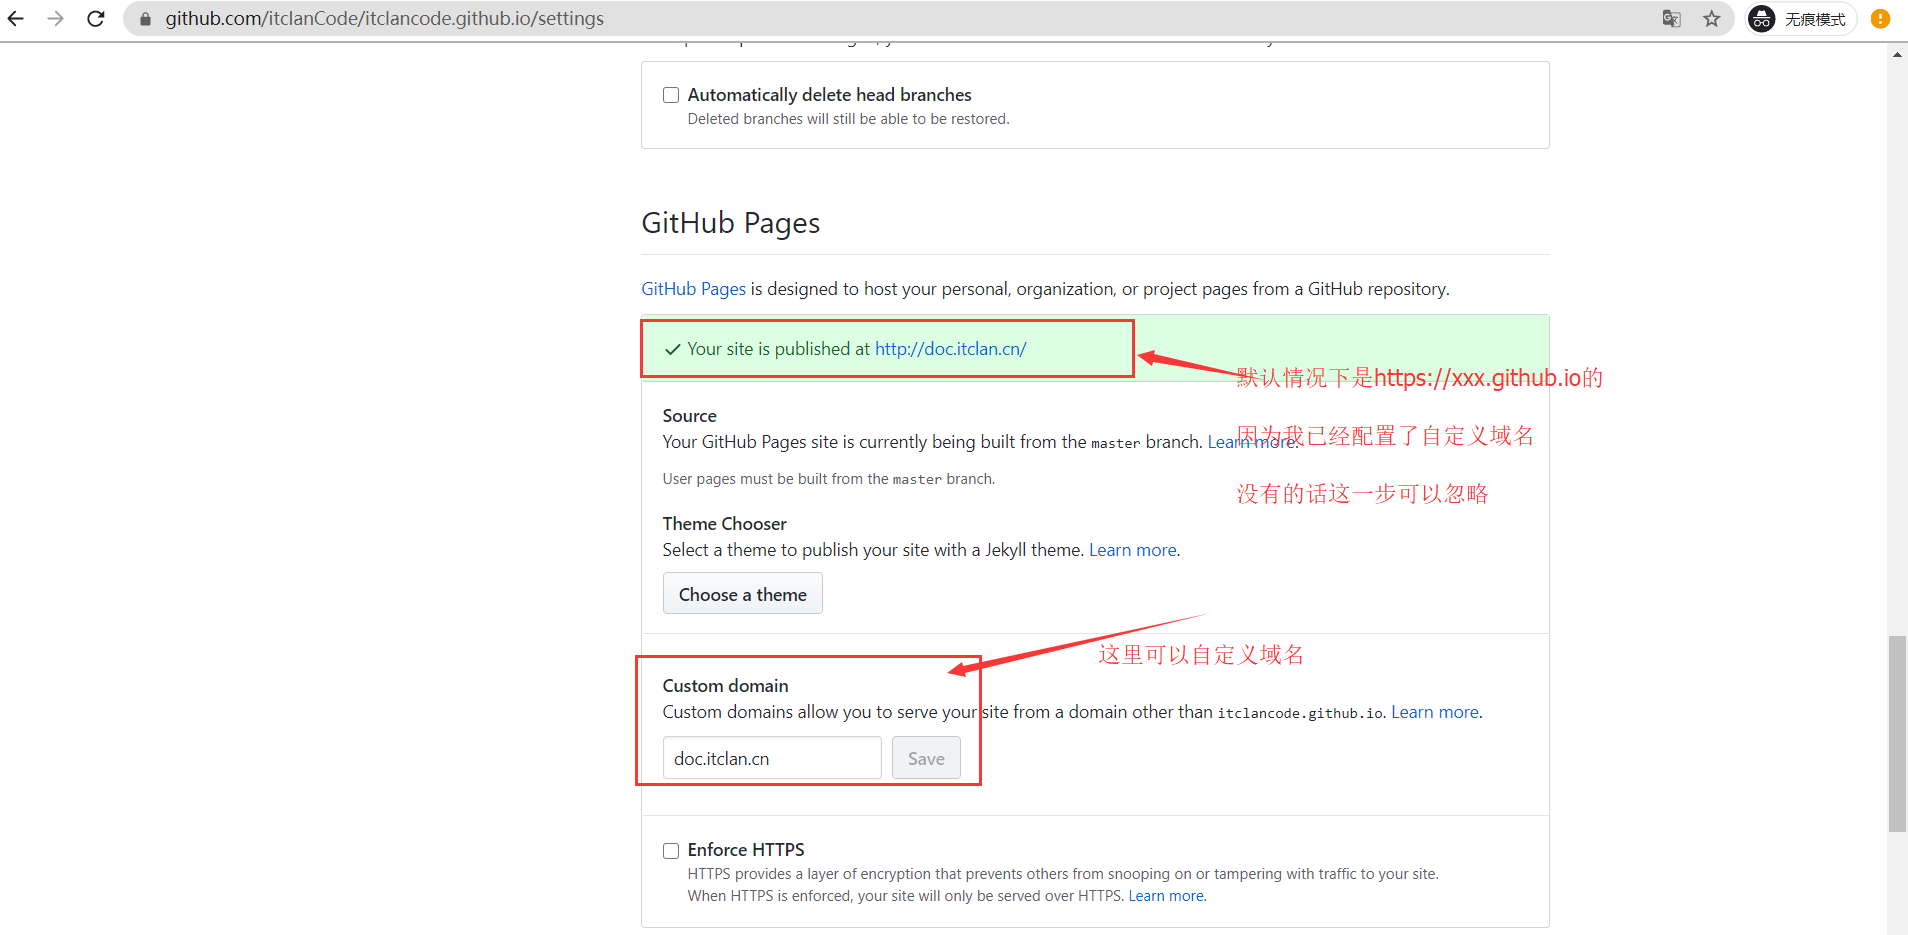 github.com/itclanCode/itclancode.github.io/settings
无痕模式
Automatically delete head branches
Deleted branches will still be able to be restored.
GitHub Pages
GitHub Pages is designed to host your personal, organization, or project pages from a GitHub repository.
Your site is published at http://doc.itclan.cn/
默认情况下是https://xxx.github.io的
Source
Your GitHub Pages site is currently being built from the master branch. Learn more.
因为我已经配置了自定义域名
User pages must be built from the master branch.
没有的话这一步可以忽略
Theme Chooser
Select a theme to publish your site with a Jekyll theme. Learn more.
Choose a theme
这里可以自定义域名
Custom domain
Custom domains allow you to serve your site from a domain other than itclancode.github.io. Learn more.
doc.itclan.cn
Save
Enforce HTTPS
HTTPS provides a layer of encryption that prevents others from snooping on or tampering with traffic to your site.
When HTTPS is enforced, your site will only be served over HTTPS. Learn more.